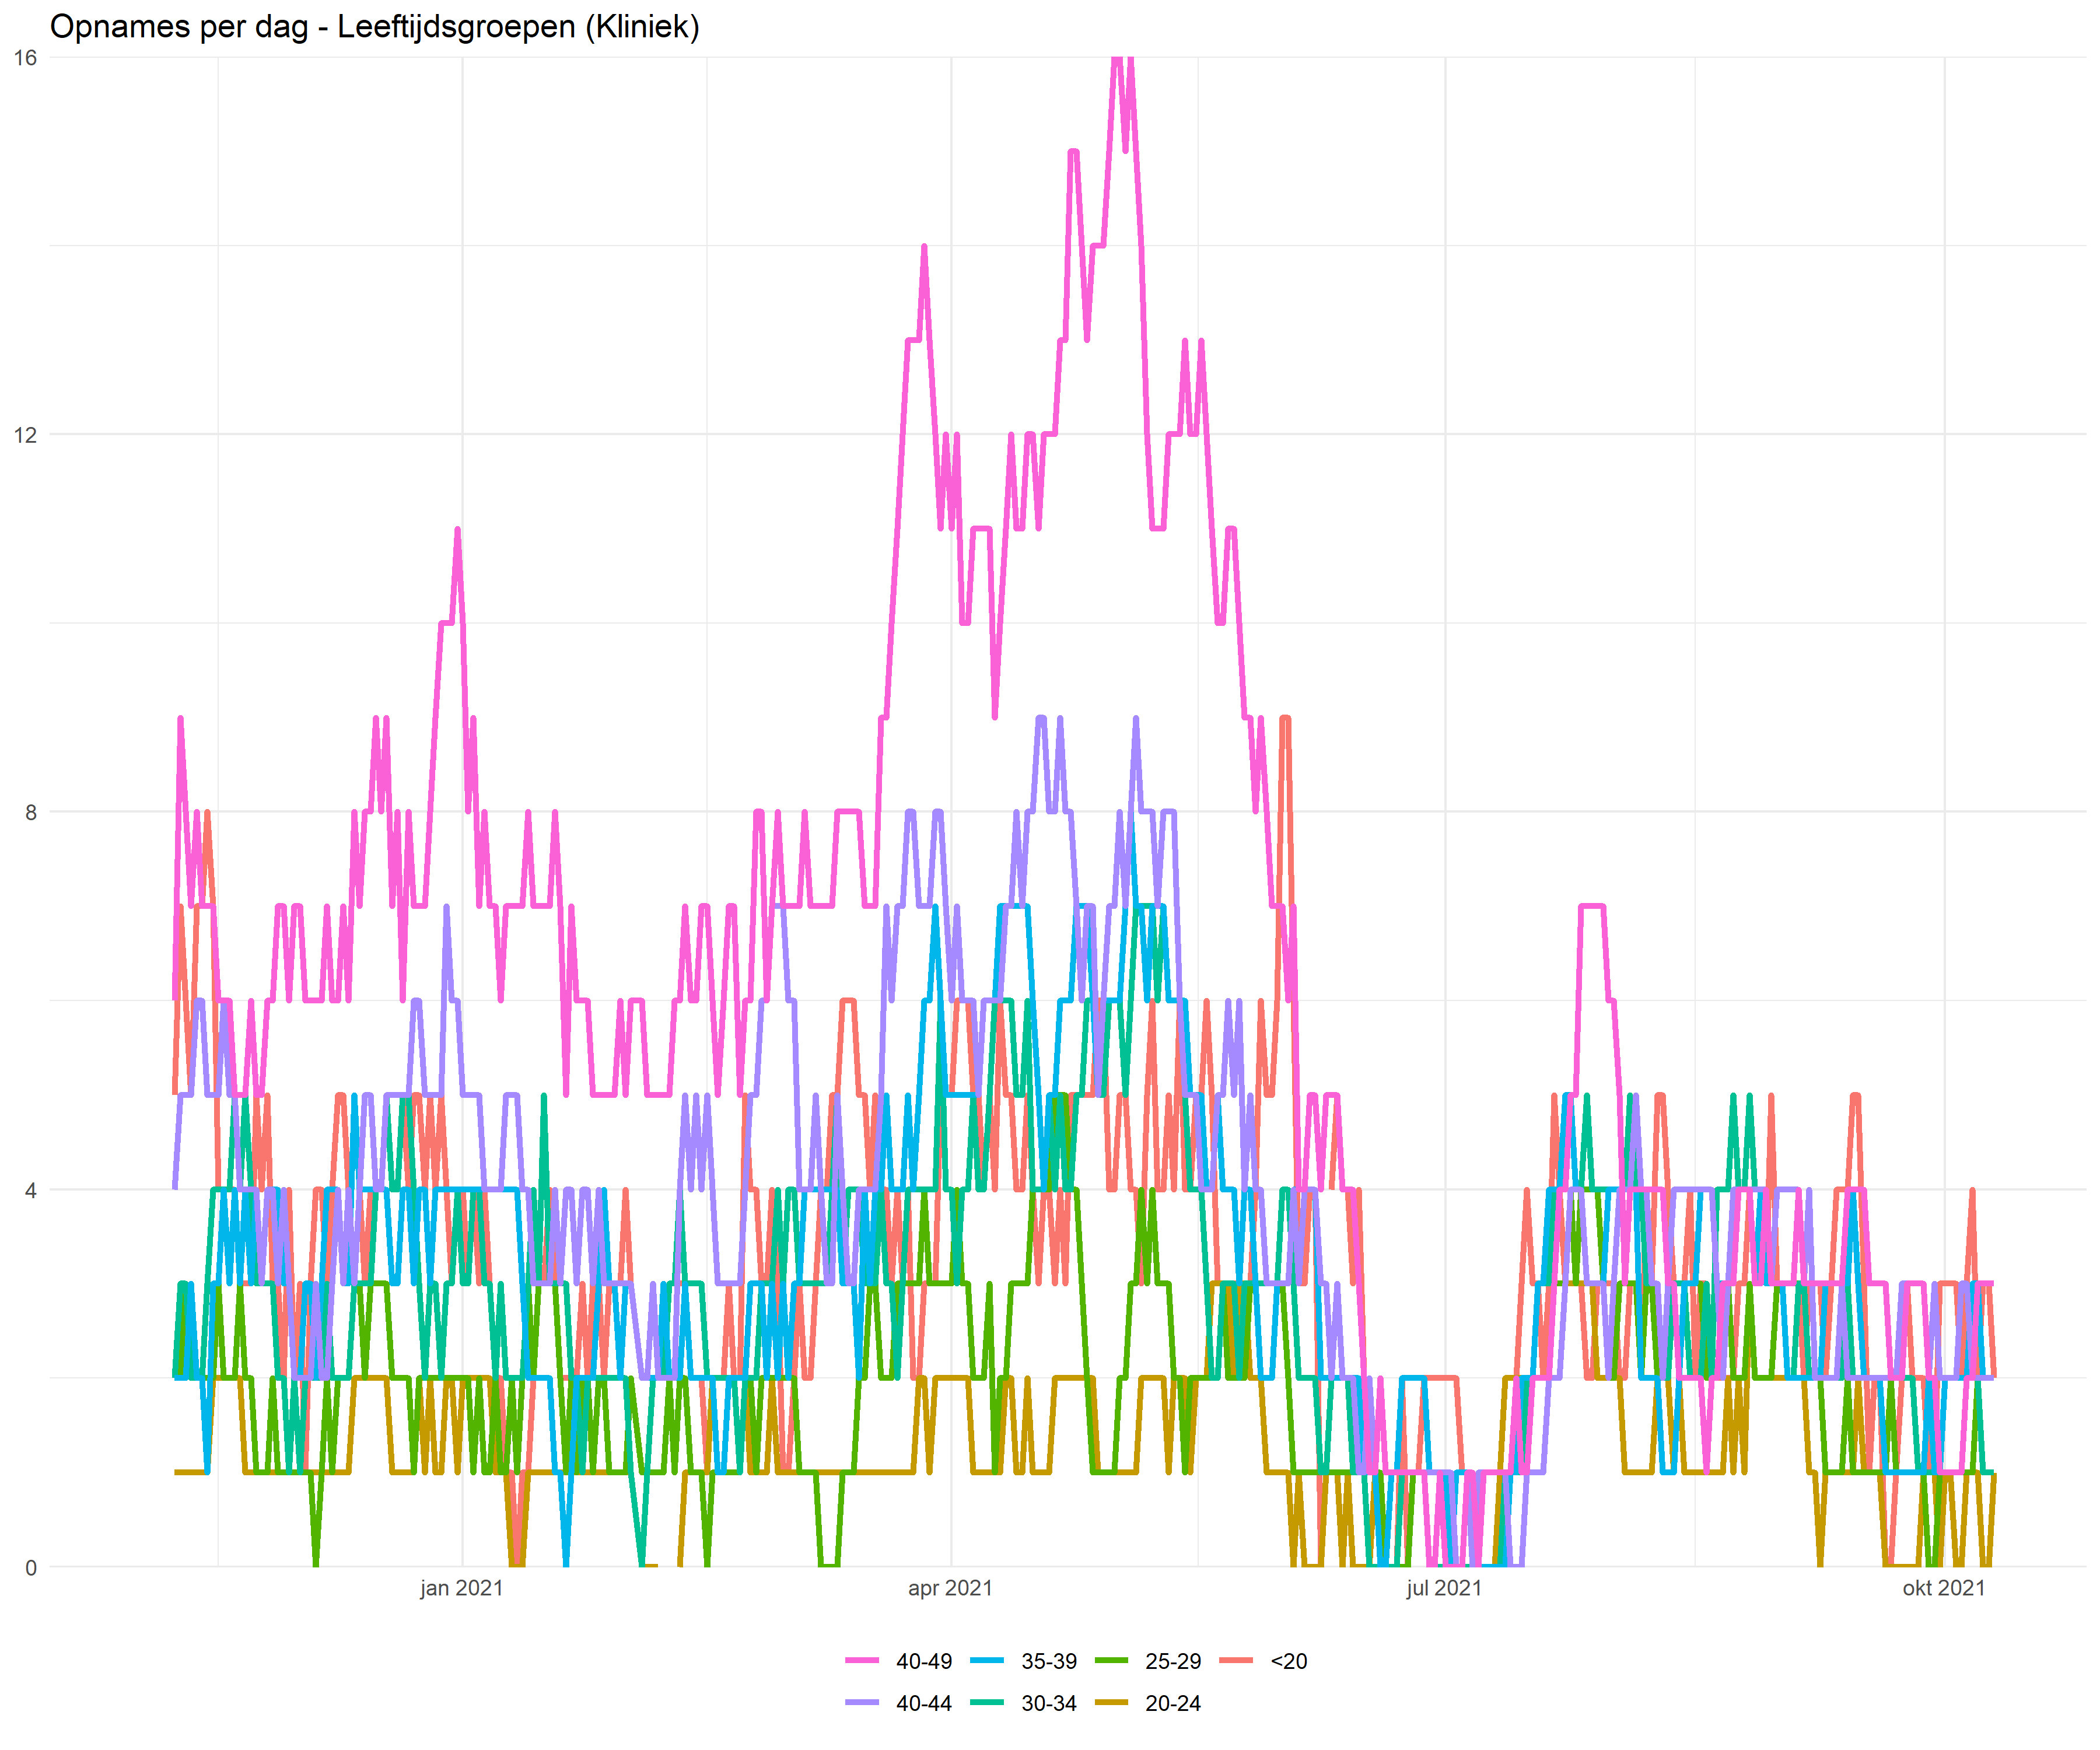 Opnames per dag - Leeftijdsgroepen (Kliniek)
16
12
8
4
0
jan 2021 apr 2021 jul 2021 okt 2021
40-49 35-39 25-29 <20
40-44 30-34 20-24